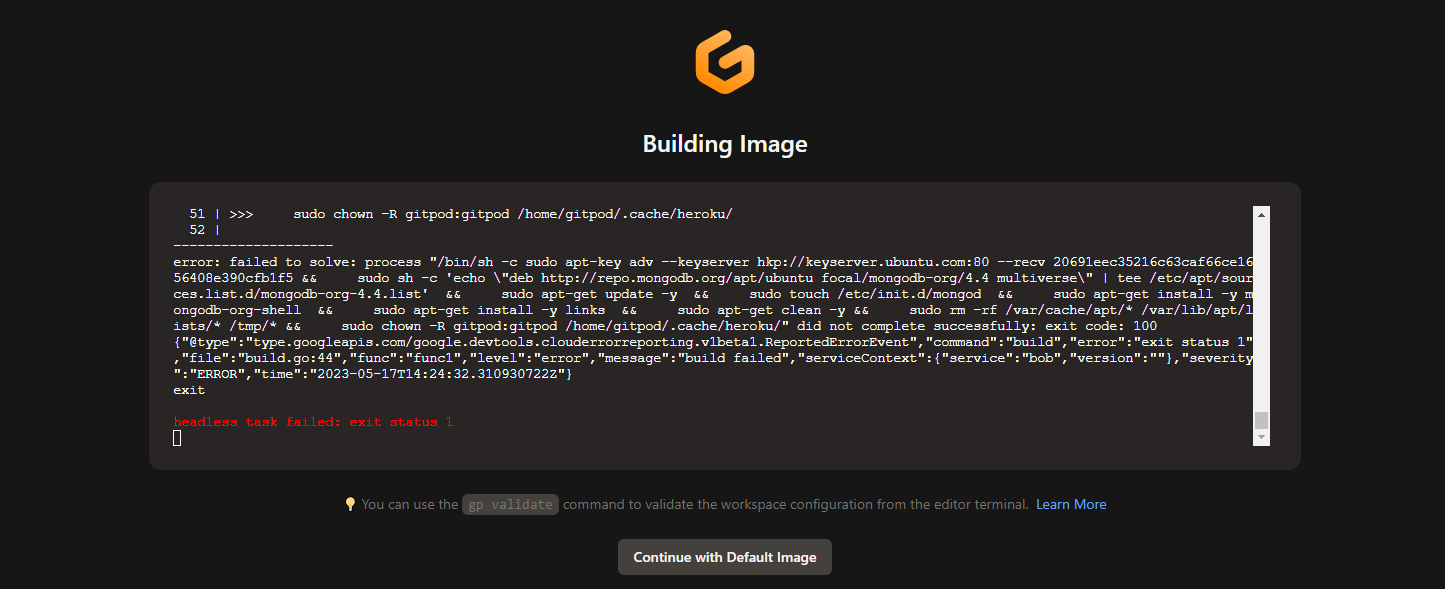 Building Image
51 | >>>     sudo chown -R gitpod:gitpod /home/gitpod/.cache/heroku/
52 |
--------------------
error: failed to solve: process "/bin/sh -c sudo apt-key adv --keyserver hkp://keyserver.ubuntu.com:80 --recv 20691eec35216c63caf66ce16
56408e390cfb1f5 &&     sudo sh -c 'echo \"deb http://repo.mongodb.org/apt/ubuntu focal/mongodb-org/4.4 multiverse\" | tee /etc/apt/sour
ces.list.d/mongodb-org-4.4.list'  &&     sudo apt-get update -y  &&     sudo touch /etc/init.d/mongod  &&     sudo apt-get install -y m
ongodb-org-shell  &&     sudo apt-get install -y links  &&     sudo apt-get clean -y &&     sudo rm -rf /var/cache/apt/* /var/lib/apt/l
ists/* /tmp/* &&     sudo chown -R gitpod:gitpod /home/gitpod/.cache/heroku/" did not complete successfully: exit code: 100
{"@type":"type.googleapis.com/google.devtools.clouderrorreporting.v1beta1.ReportedErrorEvent","command":"build","error":"exit status 1"
,"file":"build.go:44","func":"func1","level":"error","message":"build failed","serviceContext":{"service":"bob","version":""},"severity
":"ERROR","time":"2023-05-17T14:24:32.310930722Z"}
exit
headless task failed: exit status 1
You can use the gp validate command to validate the workspace configuration from the editor terminal. Learn More
Continue with Default Image